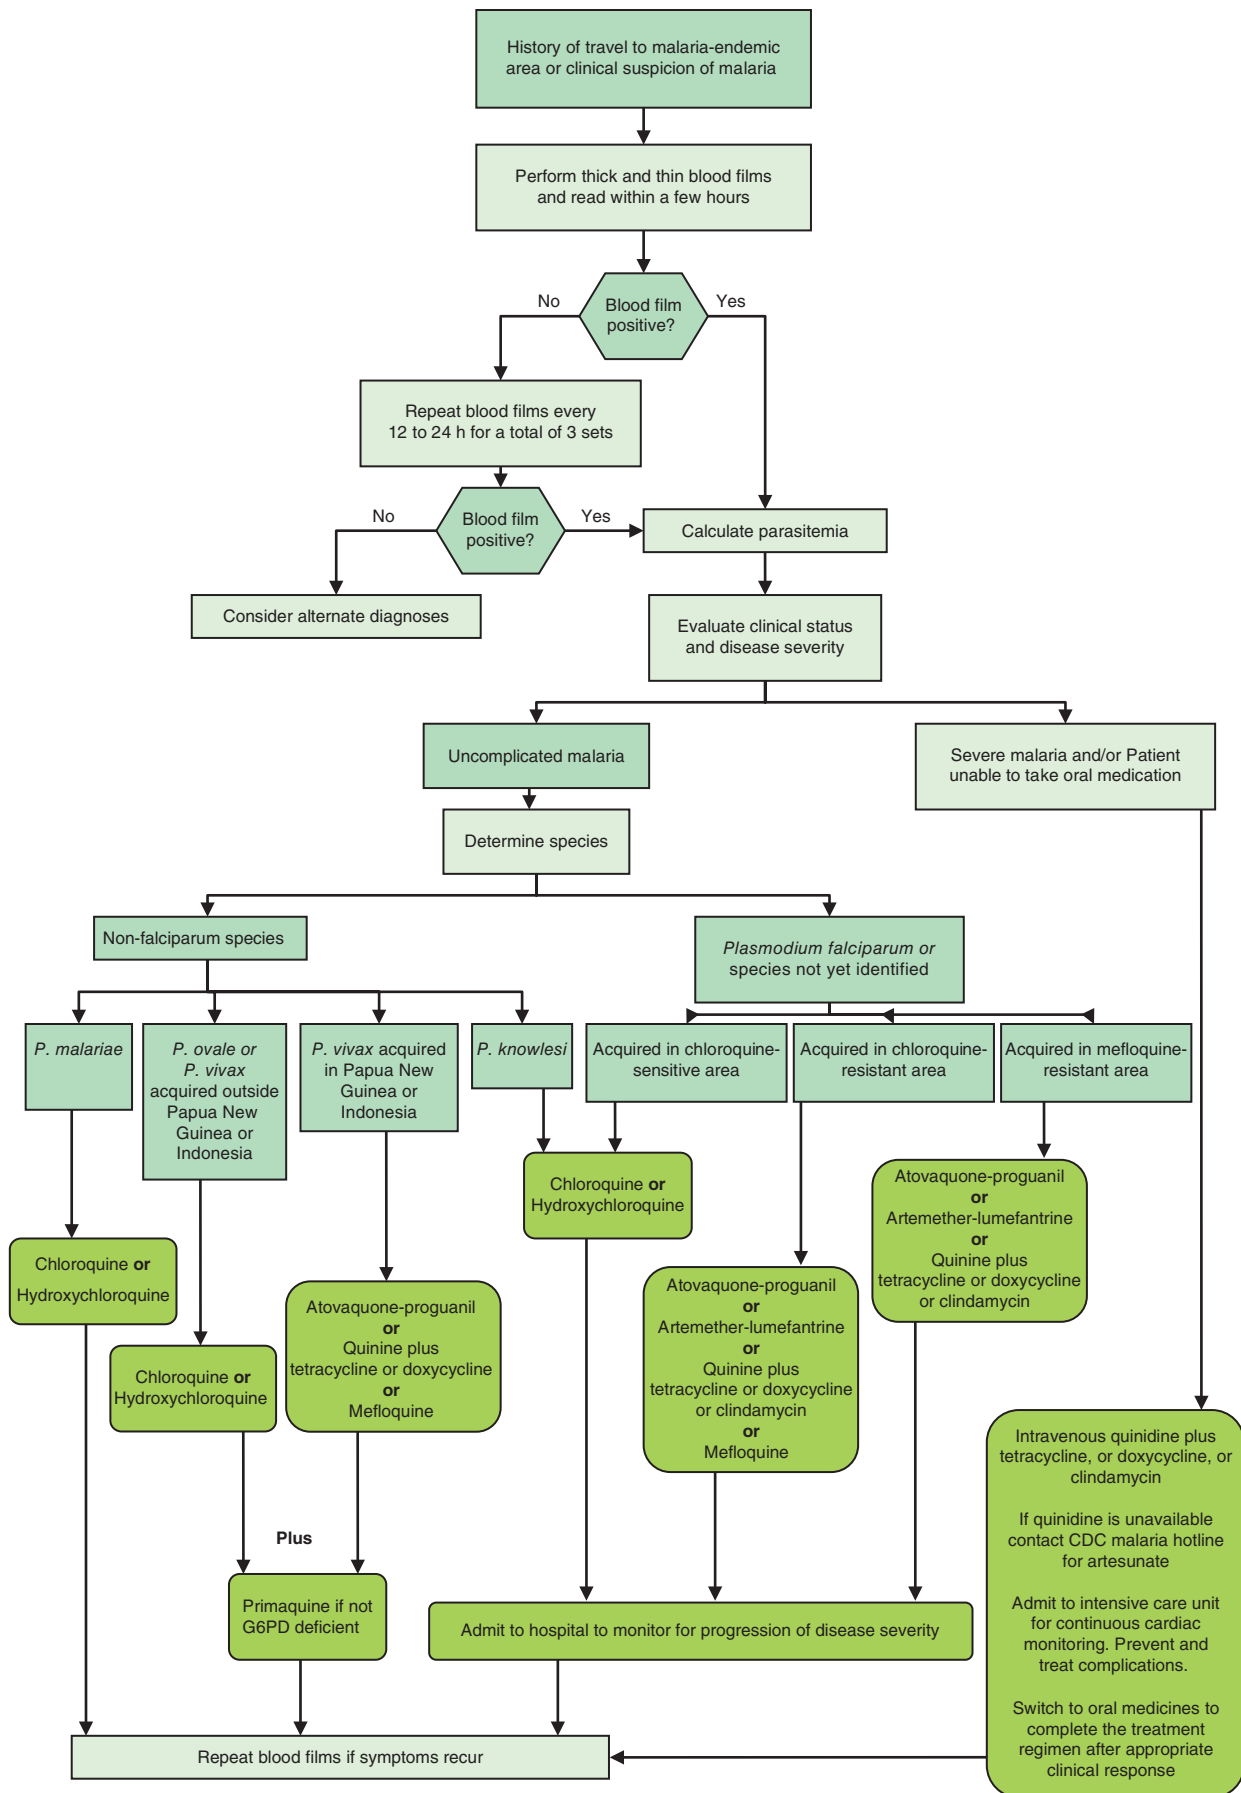 History of travel to malaria-endemic
area or clinical suspicion of malaria
Perform thick and thin blood films
and read within a few hours
Blood film
positive?
No
Yes
Repeat blood films every
12 to 24 h for a total of 3 sets
Blood film
positive?
No
Yes
Calculate parasitemia
Consider alternate diagnoses
Evaluate clinical status
and disease severity
Uncomplicated malaria
Severe malaria and/or Patient
unable to take oral medication
Determine species
Non-falciparum species
Plasmodium falciparum or
species not yet identified
P. malariae
P. ovale or
P. vivax
acquired outside
Papua New
Guinea or
Indonesia
P. vivax acquired
in Papua New
Guinea or
Indonesia
P. knowlesi
Acquired in chloroquine-
sensitive area
Acquired in chloroquine-
resistant area
Acquired in mefloquine-
resistant area
Chloroquine or
Hydroxychloroquine
Chloroquine or
Hydroxychloroquine
Atovaquone-proguanil
or
Quinine plus
tetracycline or doxycycline
or
Mefloquine
Chloroquine or
Hydroxychloroquine
Atovaquone-proguanil
or
Artemether-lumefantrine
or
Quinine plus
tetracycline or doxycycline
or clindamycin
or
Mefloquine
Atovaquone-proguanil
or
Artemether-lumefantrine
or
Quinine plus
tetracycline or doxycycline
or clindamycin
Intravenous quinidine plus
tetracycline, or doxycycline, or
clindamycin
If quinidine is unavailable
contact CDC malaria hotline
for artesunate
Admit to intensive care unit
for continuous cardiac
monitoring. Prevent and
treat complications.
Switch to oral medicines to
complete the treatment
regimen after appropriate
clinical response
Plus
Primaquine if not
G6PD deficient
Admit to hospital to monitor for progression of disease severity
Repeat blood films if symptoms recur